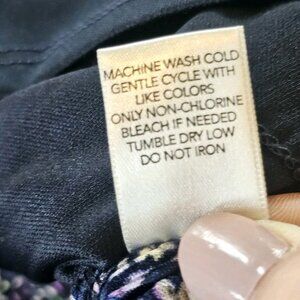 MACHINE WASH COLD
GENTLE CYCLE WITH
LIKE COLORS
ONLY NON-CHLORINE
BLEACH IF NEEDED
TUMBLE DRY LOW
DO NOT IRON